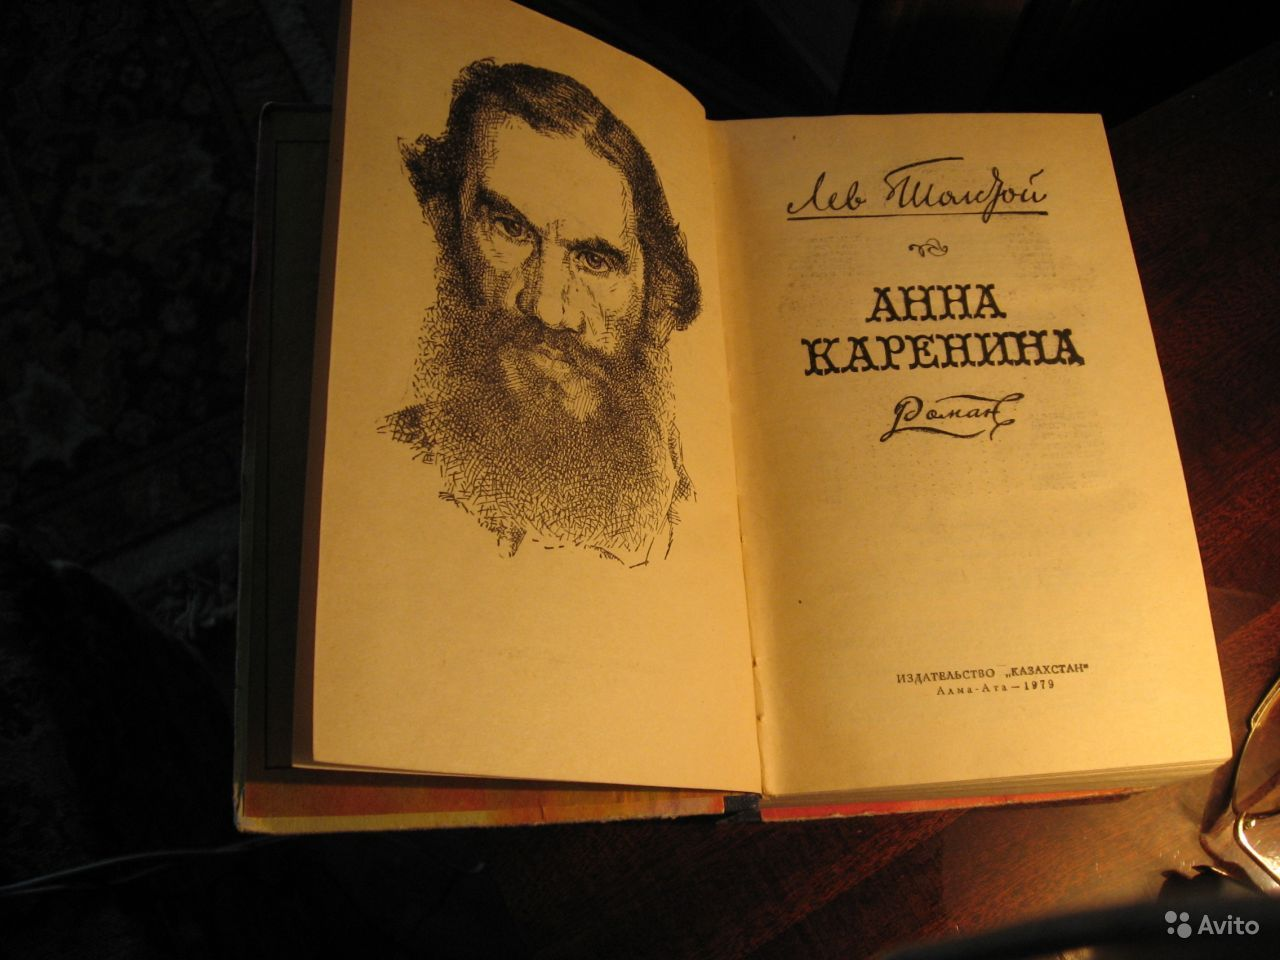 Лев Толстой
АННА
КАРЕНИНА
Роман
ИЗДАТЕЛЬСТВО „КАЗАХСТАН“
Алма-Ата — 1979
Avito